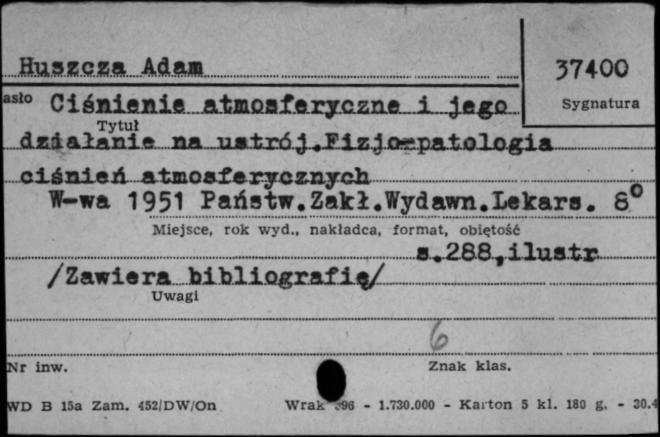 Huszcza Adam
37400
asło Ciśnienie atmosferyczne i jego
Sygnatura
Tytuł
działanie na ustrój.Fizjo-patologia
ciśnień atmosferycznych
W-wa 1951 Państw.Zakł.Wydawn.Lekars. 8°
Miejsce, rok wyd., nakładca, format, objętość
s.288,ilustr
/Zawiera bibliografię/
Uwagi
6
Nr inw.
Znak klas.
WD B 15a Zam. 452/DW/On Wrak 96 - 1.730.000 - Karton 5 kl. 180 g. - 30.4